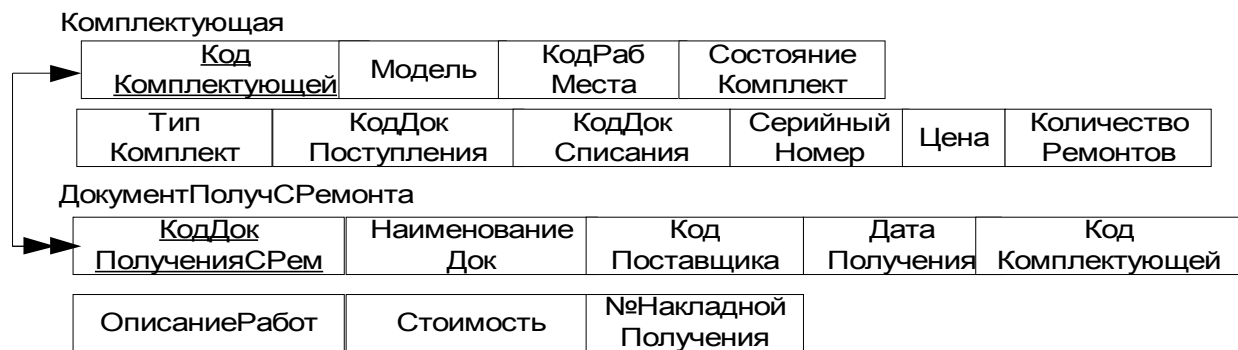 Комплектующая
Код Модель КодРаб Состояние
Комплектующей Места Комплект
Тип КодДок КодДок Серийный Цена Количество
Комплект Поступления Списания Номер Ремонтов
ДокументПолучСРемонта
КодДок Наименование Код Дата Код
ПолученияСРем Док Поставщика Получения Комплектующей
ОписаниеРабот Стоимость №Накладной
Получения